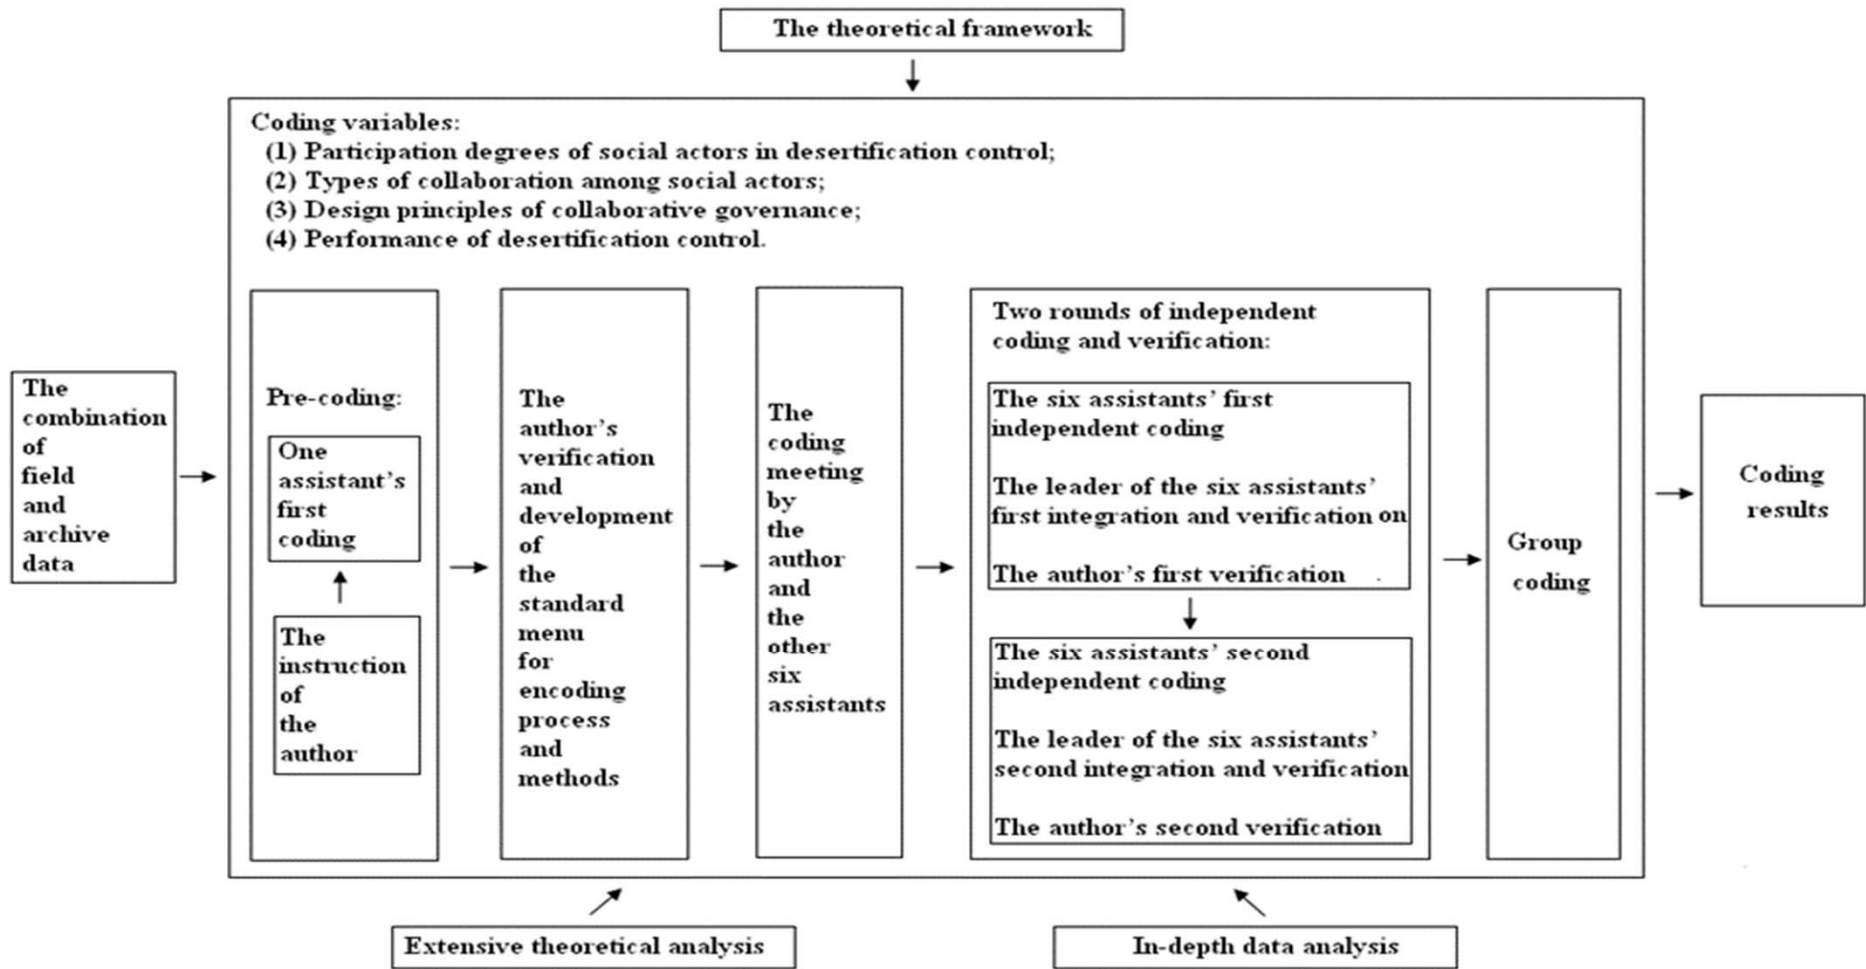 The theoretical framework
Coding variables:
(1) Participation degrees of social actors in desertification control;
(2) Types of collaboration among social actors;
(3) Design principles of collaborative governance;
(4) Performance of desertification control.
The
combination
of
field
and
archive
data
Pre-coding:
One
assistant's
first
coding
The
instruction
of
the
author
The
author's
verification
and
development
of
the
standard
menu
for
encoding
process
and
methods
The
coding
meeting
by
the
author
and
the
other
six
assistants
Two rounds of independent
coding and verification:
The six assistants' first
independent coding
The leader of the six assistants'
first integration and verification on
The author's first verification
The six assistants' second
independent coding
The leader of the six assistants'
second integration and verification
The author's second verification
Group
coding
Coding
results
Extensive theoretical analysis
In-depth data analysis